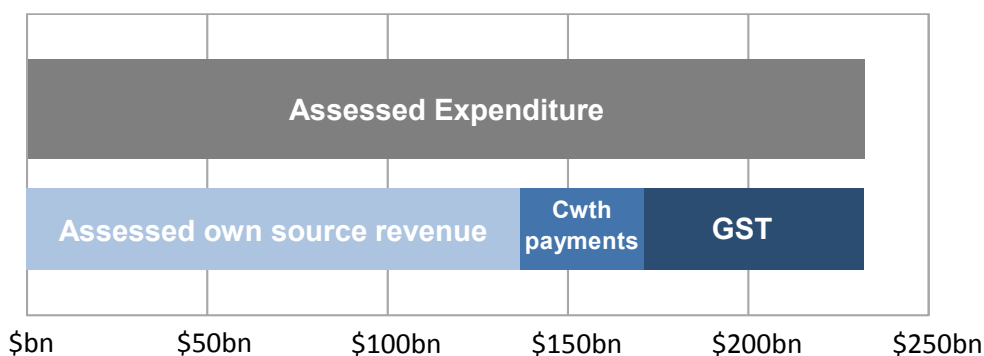 Assessed Expenditure
Assessed own source revenue
Cwth
payments
GST
$bn $50bn $100bn $150bn $200bn $250bn